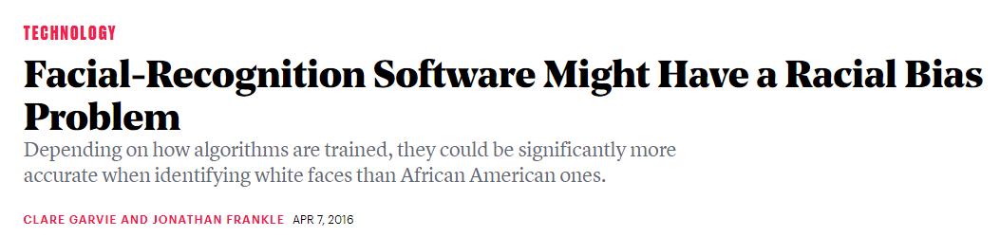 TECHNOLOGY
Facial-Recognition Software Might Have a Racial Bias
Problem
Depending on how algorithms are trained, they could be significantly more
accurate when identifying white faces than African American ones.
CLARE GARVIE AND JONATHAN FRANKLE APR 7, 2016